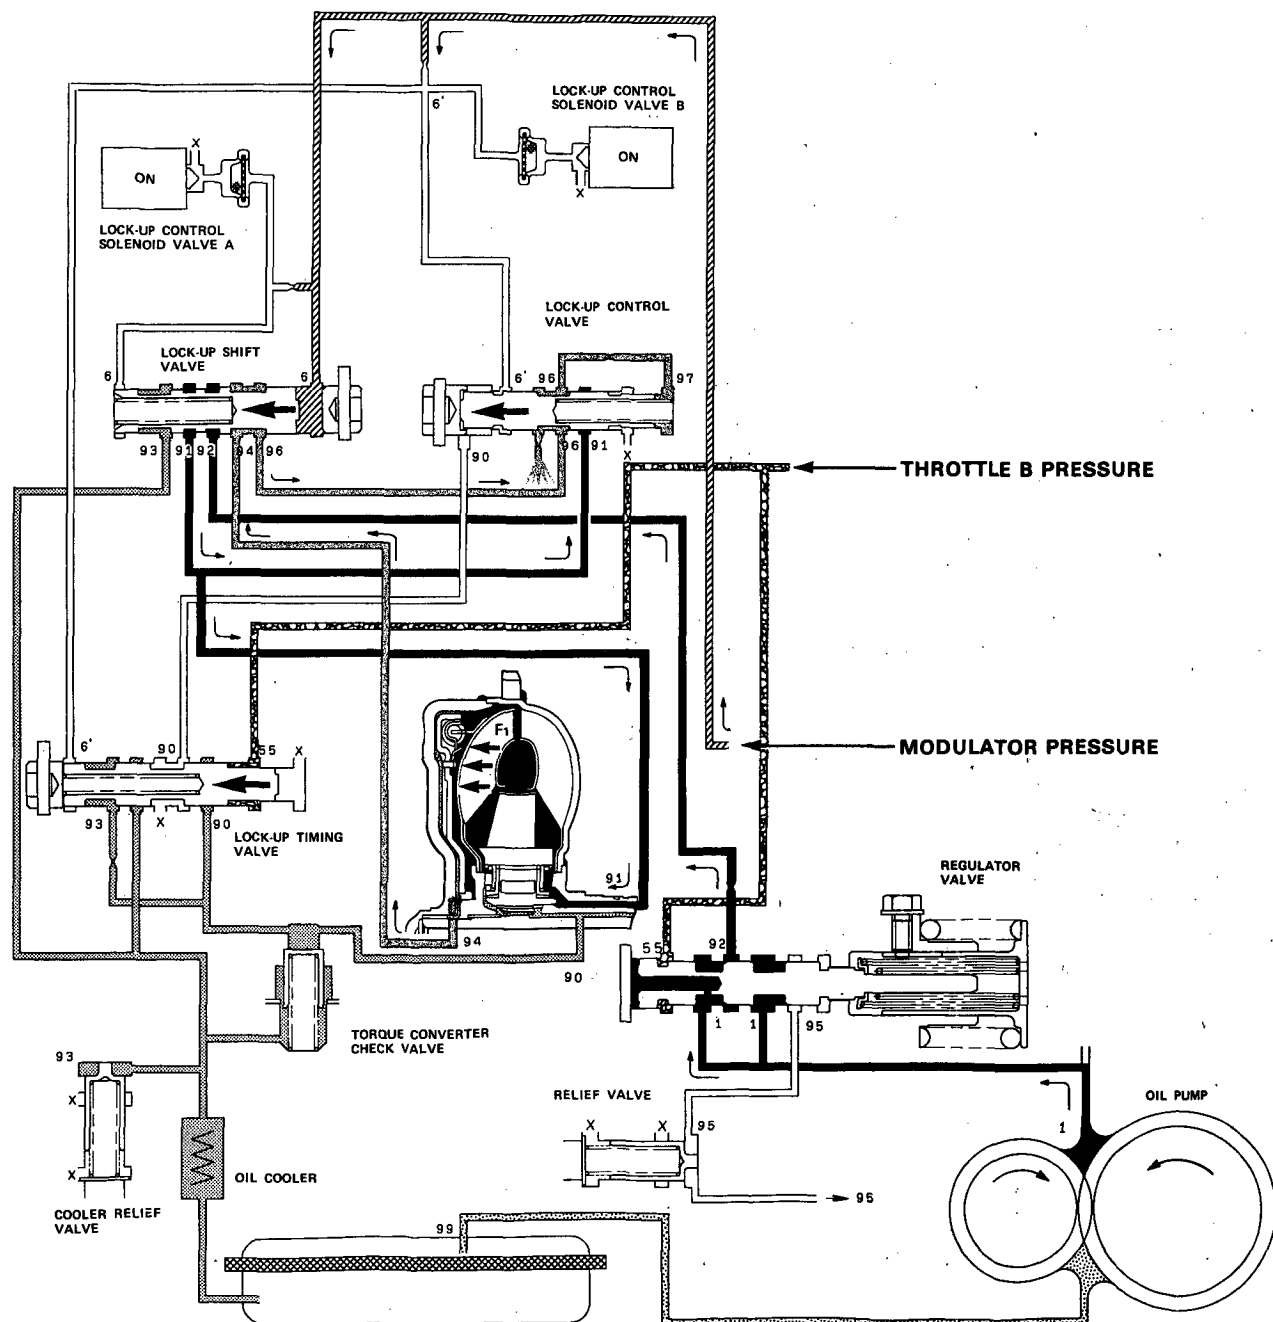 6'
LOCK-UP CONTROL
SOLENOID VALVE B
ON
X
X
ON
LOCK-UP CONTROL
SOLENOID VALVE A
LOCK-UP SHIFT
VALVE
LOCK-UP CONTROL
VALVE
6
6
6'
96
97
93
91
92
94
96
90
96
91
X
THROTTLE B PRESSURE
MODULATOR PRESSURE
F1
6'
90
55
X
93
X
90
LOCK-UP TIMING
VALVE
91
94
90
REGULATOR
VALVE
55
92
1
1
95
TORQUE CONVERTER
CHECK VALVE
93
X
X
COOLER RELIEF
VALVE
OIL COOLER
RELIEF VALVE
X
X
95
95
OIL PUMP
1
99